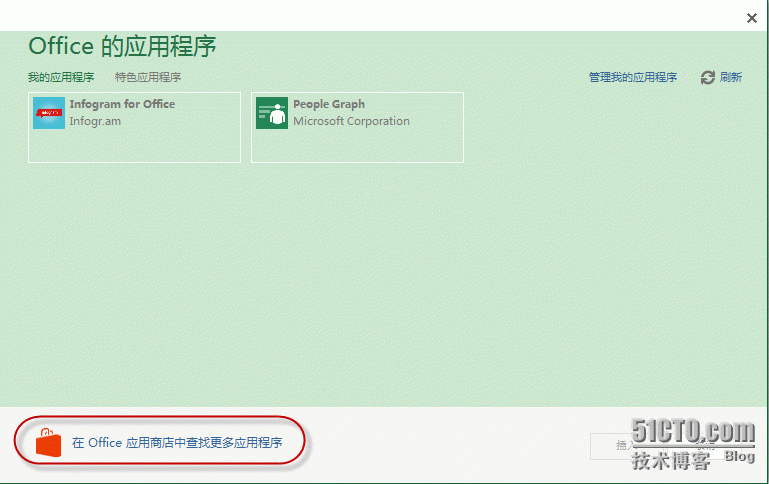 Office 的应用程序
我的应用程序 特色应用程序 管理我的应用程序 刷新
Infogram for Office
Infogr.am
People Graph
Microsoft Corporation
在 Office 应用商店中查找更多应用程序
插入
51CTO.com
技术博客 Blog